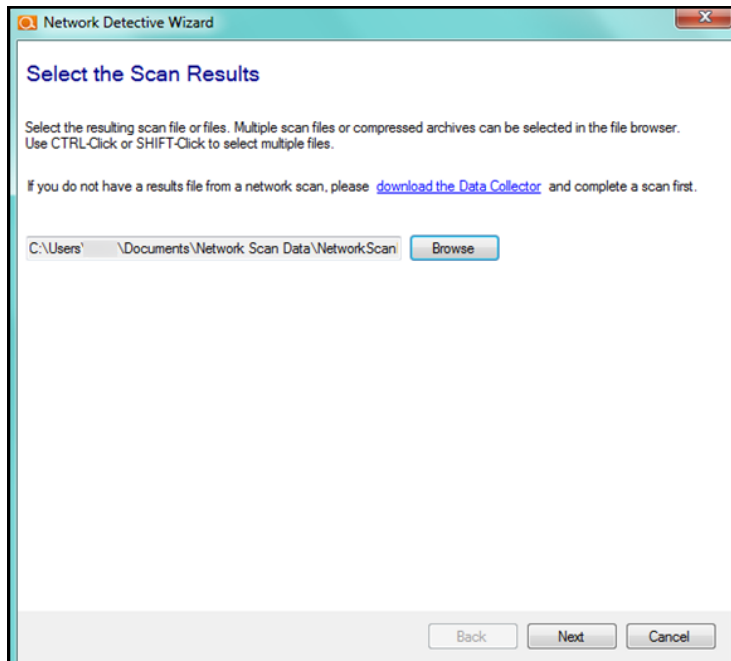 Network Detective Wizard
X
Select the Scan Results
Select the resulting scan file or files. Multiple scan files or compressed archives can be selected in the file browser.
Use CTRL-Click or SHIFT-Click to select multiple files.
If you do not have a results file from a network scan, please download the Data Collector and complete a scan first.
C:\Users' \Documents\Network Scan Data\NetworkScan Browse
Back Next Cancel